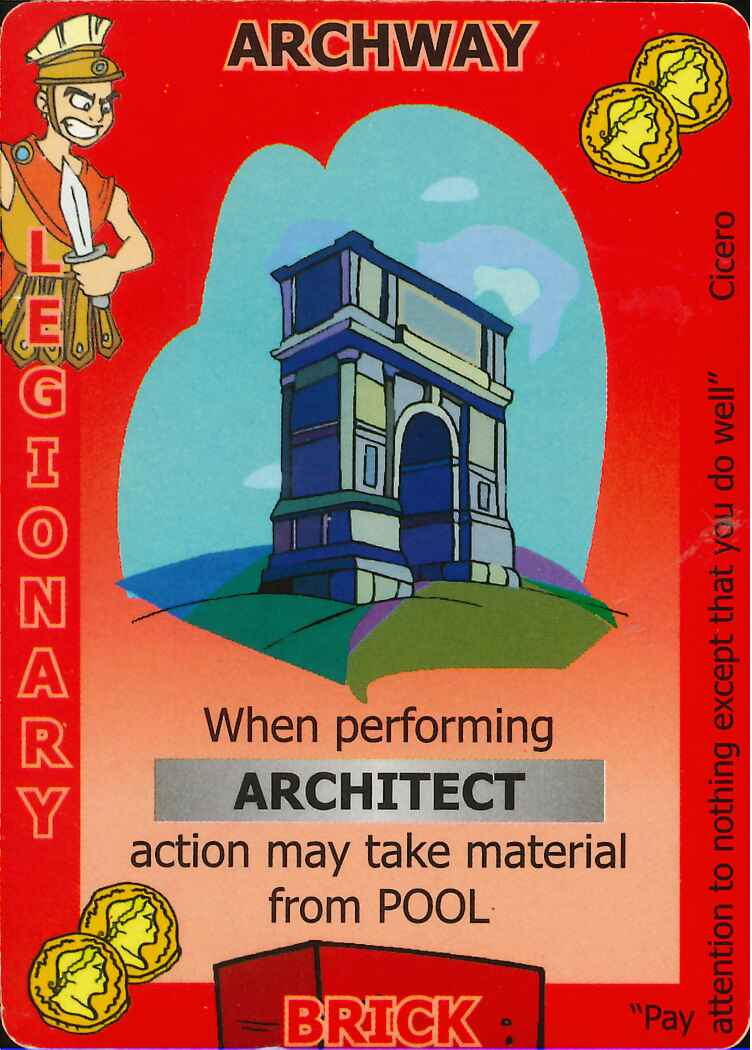 ARCHWAY
LEGIONARY
When performing
ARCHITECT
action may take material
from POOL
BRICK
“Pay attention to nothing except that you do well” Cicero